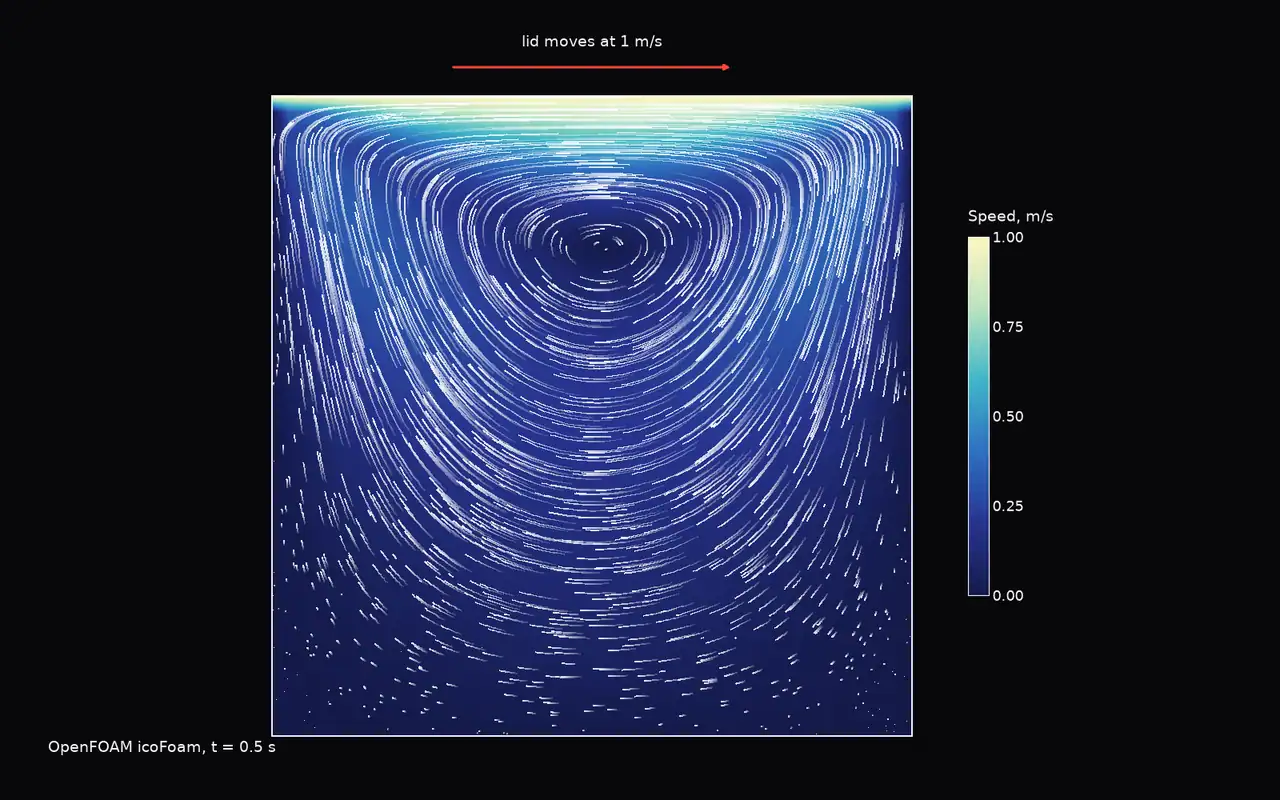 lid moves at 1 m/s
Speed, m/s
1.00
0.75
0.50
0.25
0.00
OpenFOAM icoFoam, t = 0.5 s